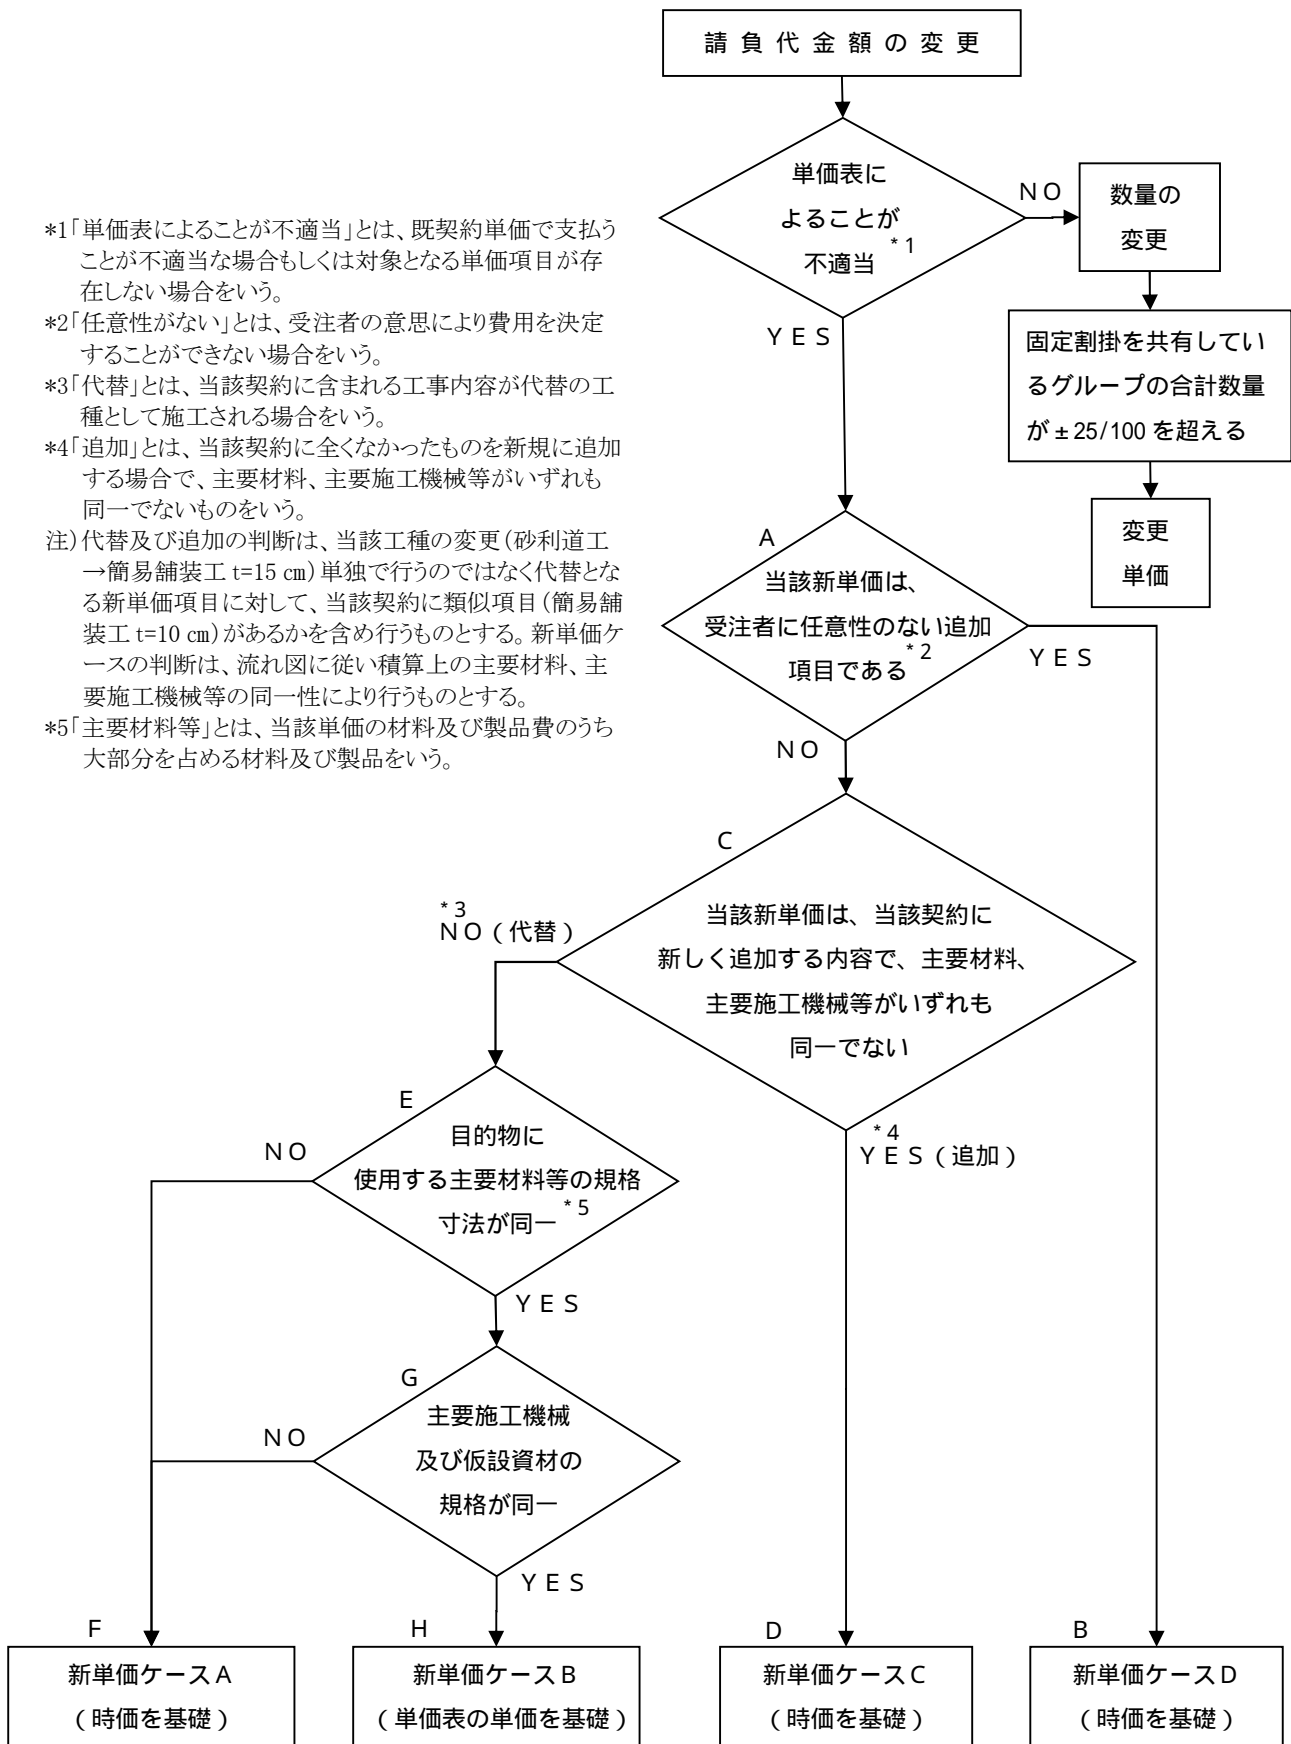 請負代金額の変更
単価表に
よることが
不適当*1
NO
数量の
変更
YES
固定割掛を共有してい
るグループの合計数量
が±25/100を超える
変更
単価
*1「単価表によることが不適当」とは、既契約単価で支払う
ことが不適当な場合もしくは対象となる単価項目が存
在しない場合をいう。
*2「任意性がない」とは、受注者の意思により費用を決定
することができない場合をいう。
*3「代替」とは、当該契約に含まれる工事内容が代替の工
種として施工される場合をいう。
*4「追加」とは、当該契約に全くなかったものを新規に追加
する場合で、主要材料、主要施工機械等がいずれも
同一でないものをいう。
注)代替及び追加の判断は、当該工種の変更(砂利道工
→簡易舗装工 t=15 ㎝)単独で行うのではなく代替とな
る新単価項目に対して、当該契約に類似項目(簡易舗
装工 t=10 ㎝)があるかを含め行うものとする。新単価ケ
ースの判断は、流れ図に従い積算上の主要材料、主
要施工機械等の同一性により行うものとする。
*5「主要材料等」とは、当該単価の材料及び製品費のうち
大部分を占める材料及び製品をいう。
A
当該新単価は、
受注者に任意性のない追加
項目である*2
YES
NO
C
当該新単価は、当該契約に
新しく追加する内容で、主要材料、
主要施工機械等がいずれも
同一でない
*3
NO(代替)
*4
YES(追加)
E
目的物に
使用する主要材料等の規格
寸法が同一*5
NO
YES
G
主要施工機械
及び仮設資材の
規格が同一
NO
YES
F
新単価ケースA
(時価を基礎)
H
新単価ケースB
(単価表の単価を基礎)
D
新単価ケースC
(時価を基礎)
B
新単価ケースD
(時価を基礎)